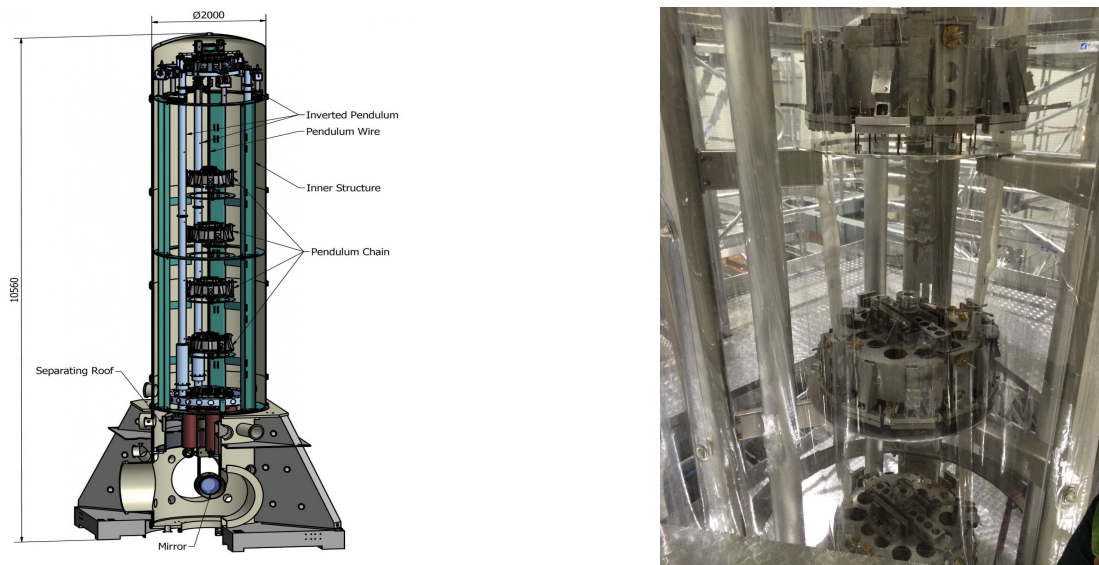 Ø2000
Inverted Pendulum
Pendulum Wire
Inner Structure
Pendulum Chain
10560
Separating Roof
Mirror